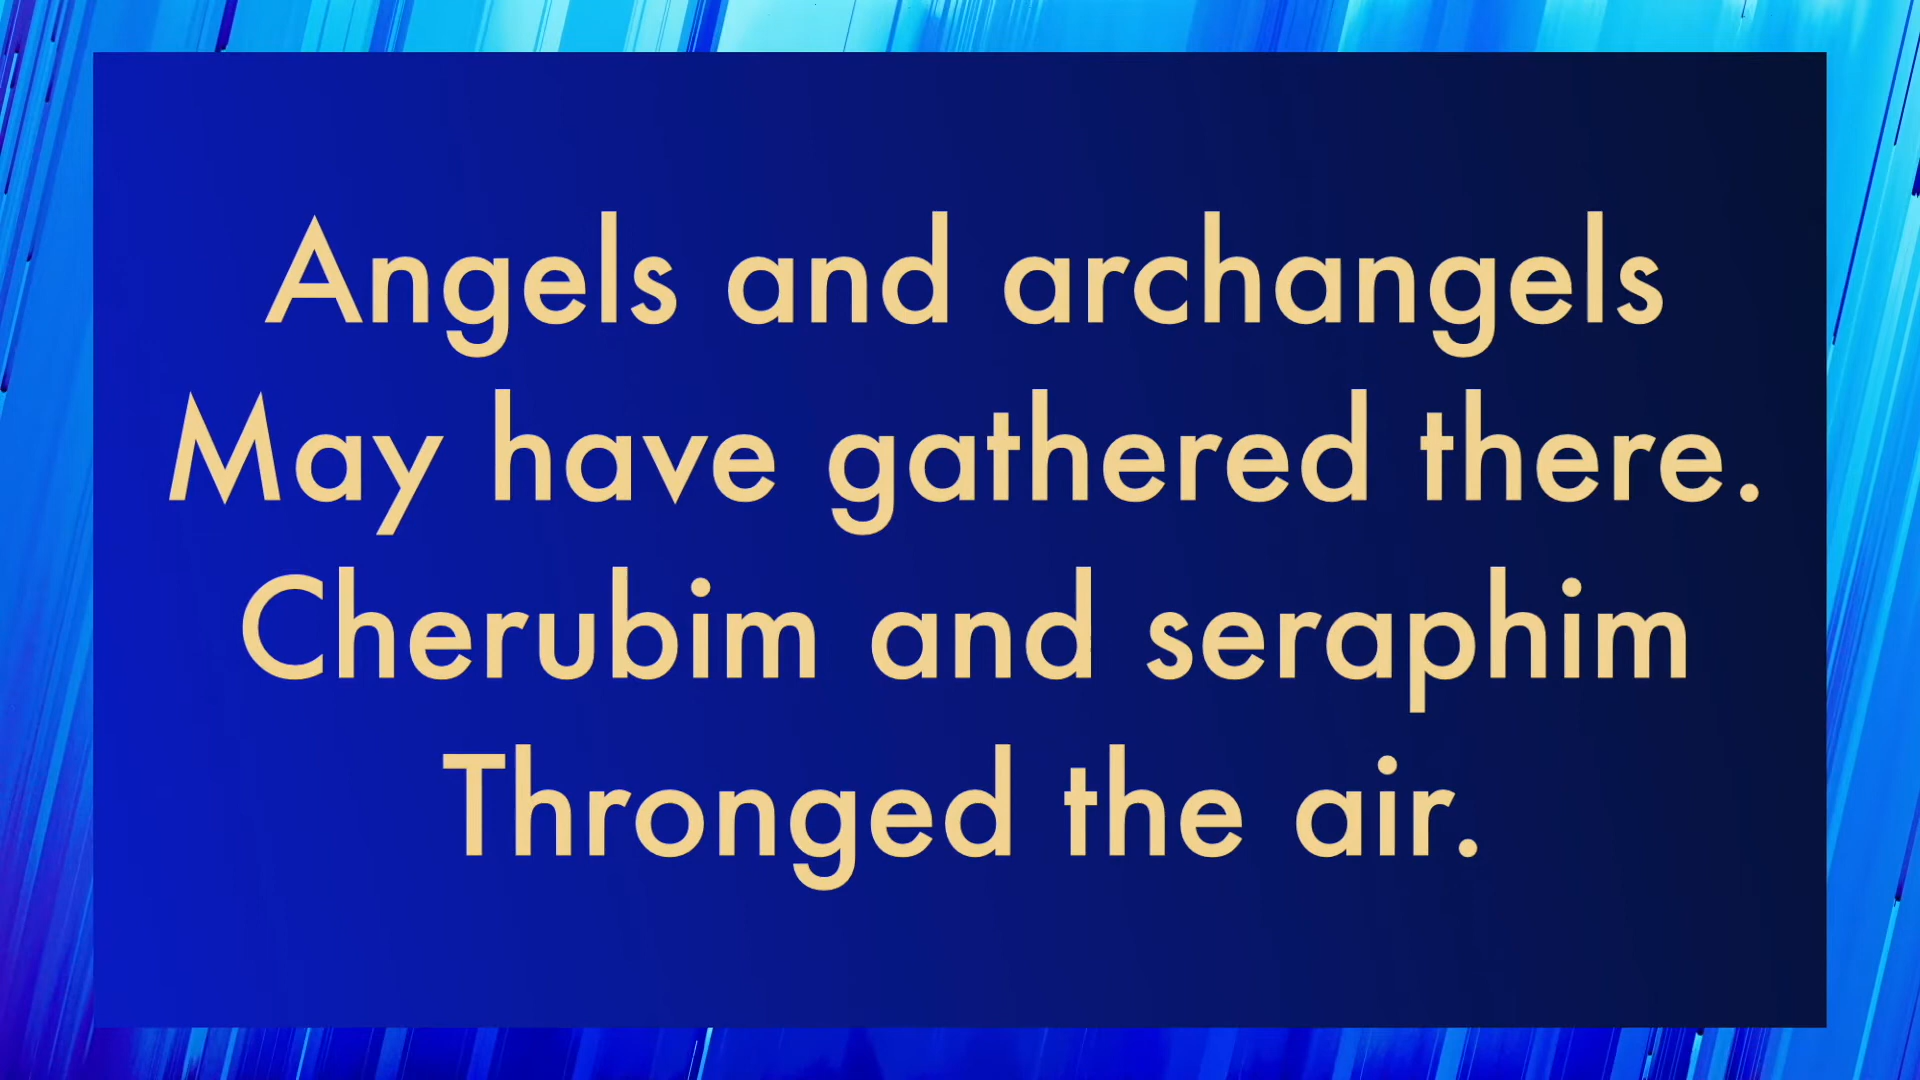 Angels and archangels
May have gathered there.
Cherubim and seraphim
Thronged the air.